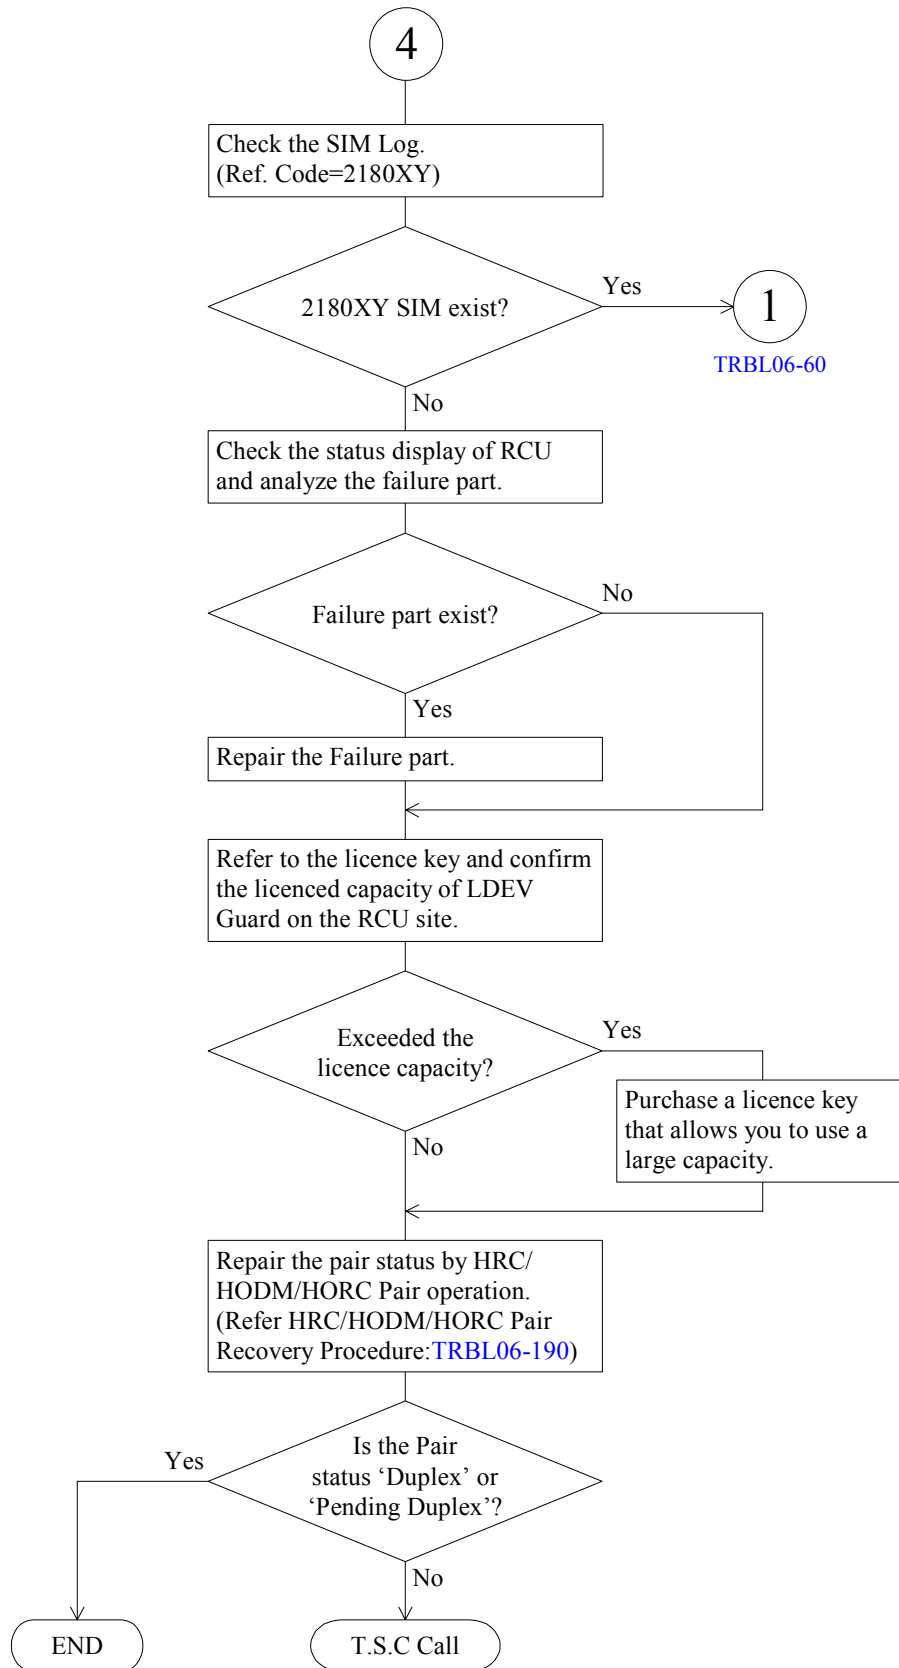 4
Check the SIM Log.
(Ref. Code=2180XY)
2180XY SIM exist?
Yes
1
TRBL06-60
No
Check the status display of RCU
and analyze the failure part.
Failure part exist?
No
Yes
Repair the Failure part.
Refer to the licence key and confirm
the licenced capacity of LDEV
Guard on the RCU site.
Exceeded the
licence capacity?
Yes
Purchase a licence key
that allows you to use a
large capacity.
No
Repair the pair status by HRC/
HODM/HORC Pair operation.
(Refer HRC/HODM/HORC Pair
Recovery Procedure:TRBL06-190)
Is the Pair
status ‘Duplex’ or
‘Pending Duplex’?
Yes
No
END
T.S.C Call